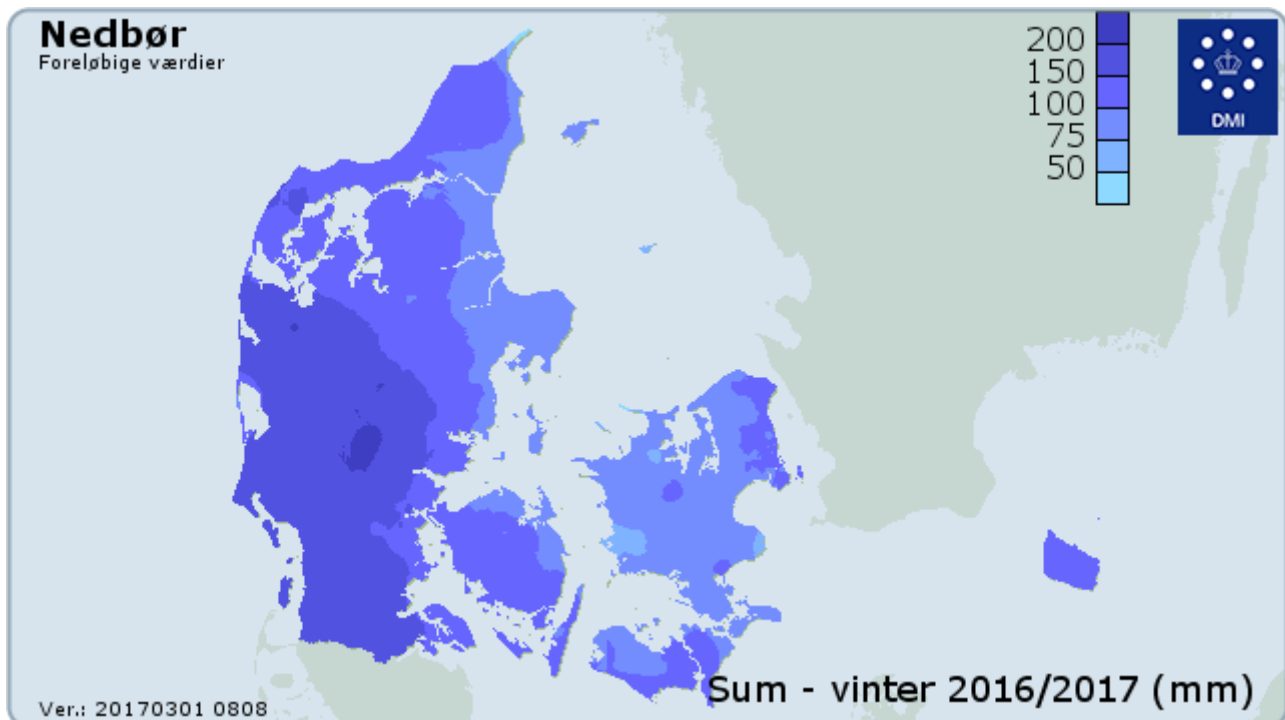 Nedbør
Foreløbige værdier
200
150
100
75
50
DMI
Sum - vinter 2016/2017 (mm)
Ver.: 20170301 0808